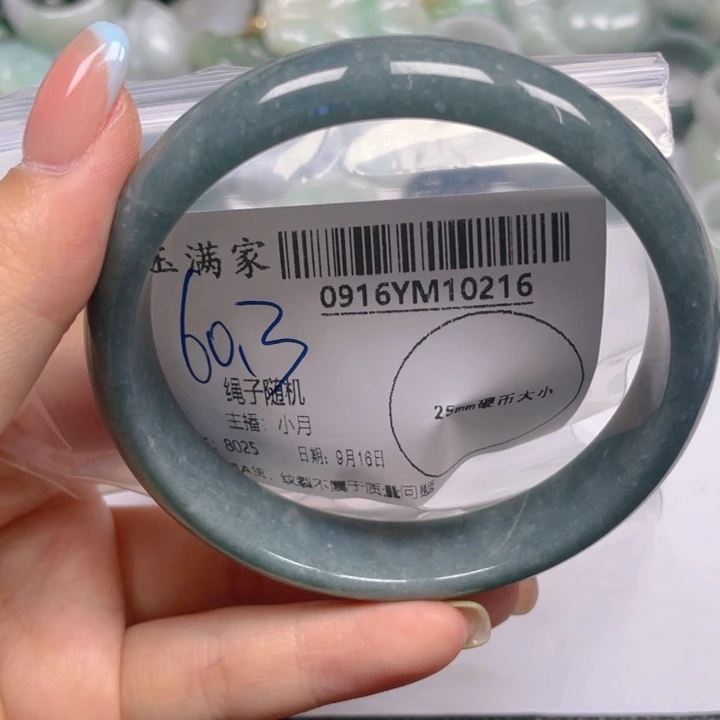 玉满家
0916YM10216
60.3
绳子随机
25mm硬币大小
主播：小月
8025
日期：9月16日
A货，纹裂不属于质量问题